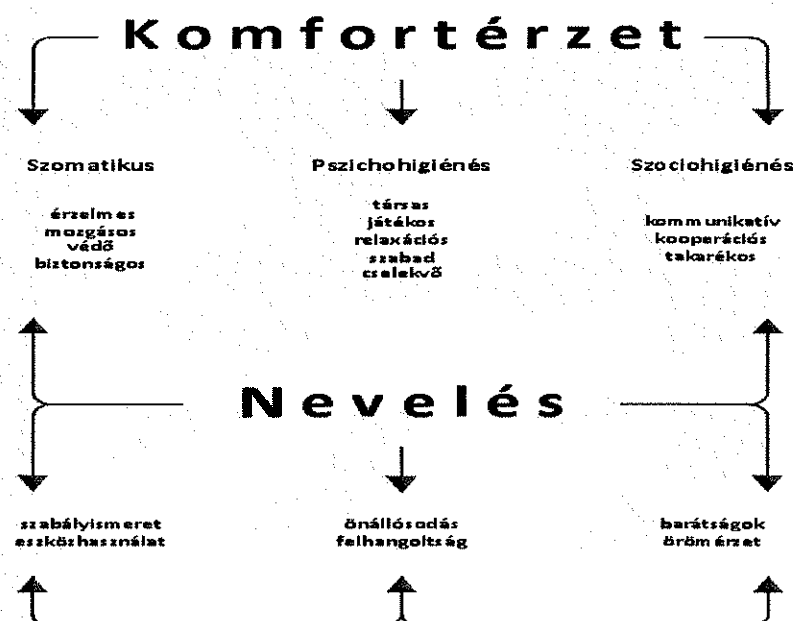 Komfortérzet
Szomatikus
érzelmes
mozgásos
védő
biztonságos
Pszichohigiénés
társas
játékos
relaxációs
szabad
cselekvő
Szociohigiénés
kommunikatív
kooperációs
takarékos
Nevelés
szabályismeret
eszközhasználat
önállósodás
felhangoltság
barátságok
örömérzet